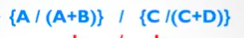 {A / (A+B)} / {C /(C+D)}